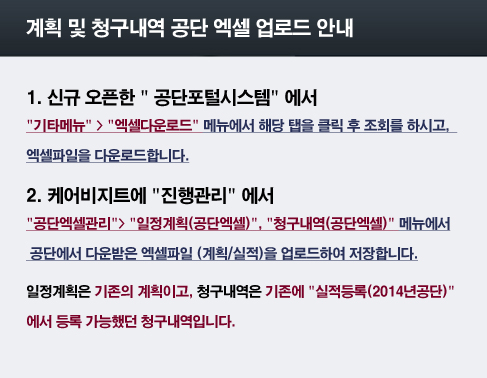 계획 및 청구내역 공단 엑셀 업로드 안내
1. 신규 오픈한 " 공단포털시스템" 에서
"기타메뉴" > "엑셀다운로드" 메뉴에서 해당 탭을 클릭 후 조회를 하시고,
엑셀파일을 다운로드합니다.
2. 케어비지트에 "진행관리" 에서
"공단엑셀관리"> "일정계획(공단엑셀)", "청구내역(공단엑셀)" 메뉴에서
공단에서 다운받은 엑셀파일 (계획/실적)을 업로드하여 저장합니다.
일정계획은 기존의 계획이고, 청구내역은 기존에 "실적등록(2014년공단)"
에서 등록 가능했던 청구내역입니다.